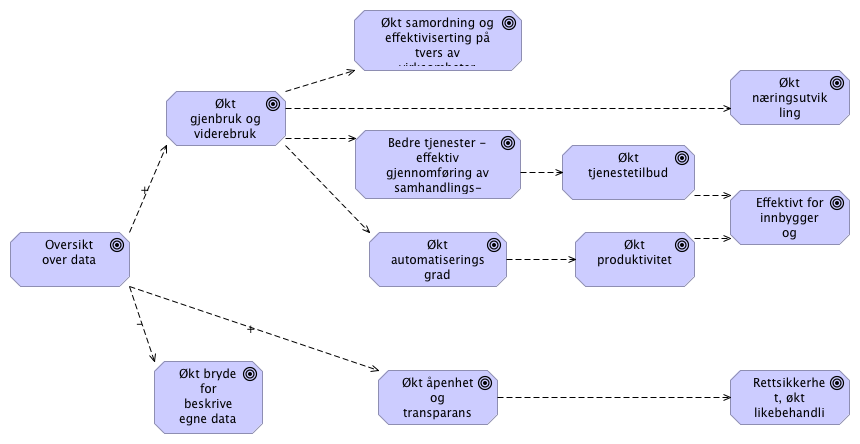 Økt samordning og
effektivisering på
tvers av
virksomheter
Økt
gjenbruk og
viderebruk
Økt
næringsutvik
ling
Bedre tjenester –
effektiv
gjennomføring av
samhandlings–
Økt
tjenestetilbud
Effektivt for
innbygger
og
+
Oversikt
over data
Økt
automatiserings
grad
Økt
produktivitet
–
+
Økt bryde
for
beskrive
egne data
Økt åpenhet
og
transparans
Rettsikkerhe
t, økt
likebehandli